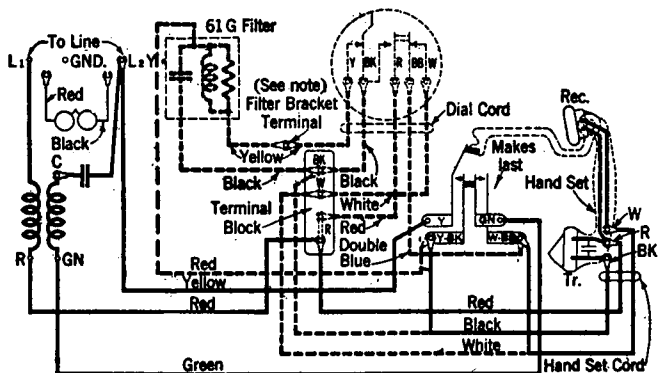 61 G Filter
To Line
L1
GND.
L2 Y
Red
Black
C
R
GN
(See note)
Filter Bracket
Terminal
Yellow
Y
BK
R
BB
W
Dial Cord
Rec.
Makes
last
Hand Set
BK
W
R
Black
Black
White
Terminal
Block
Red
Double
Blue
Y
GN
Y-BK
W-BB
W
R
BK
Tr.
Red
Yellow
Red
Red
Black
White
Green
Hand Set Cord